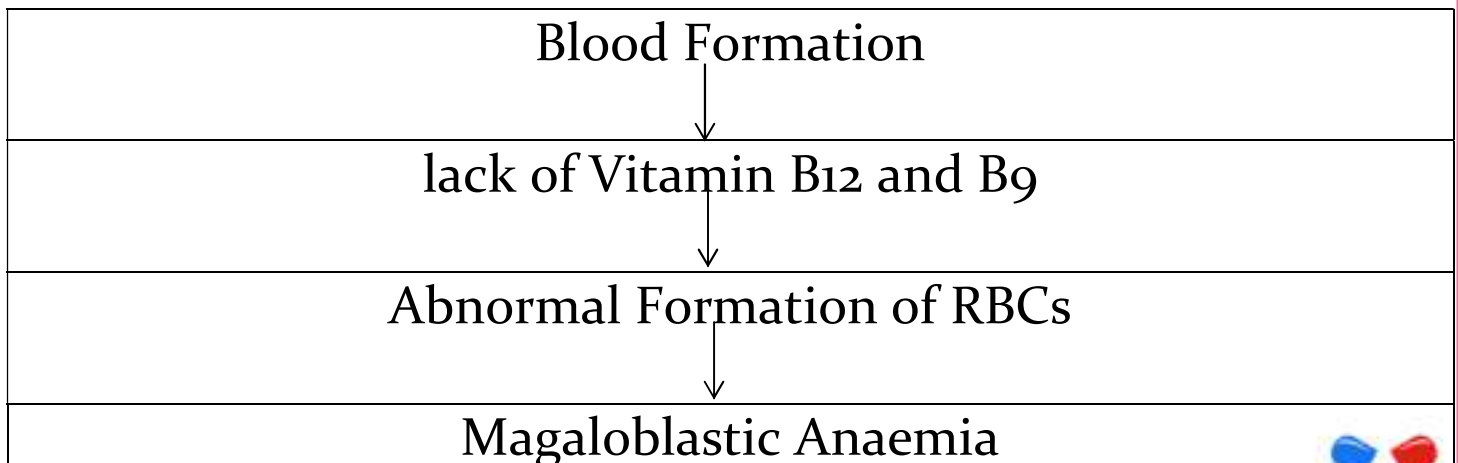 Blood Formation
lack of Vitamin B12 and B9
Abnormal Formation of RBCs
Magaloblastic Anaemia